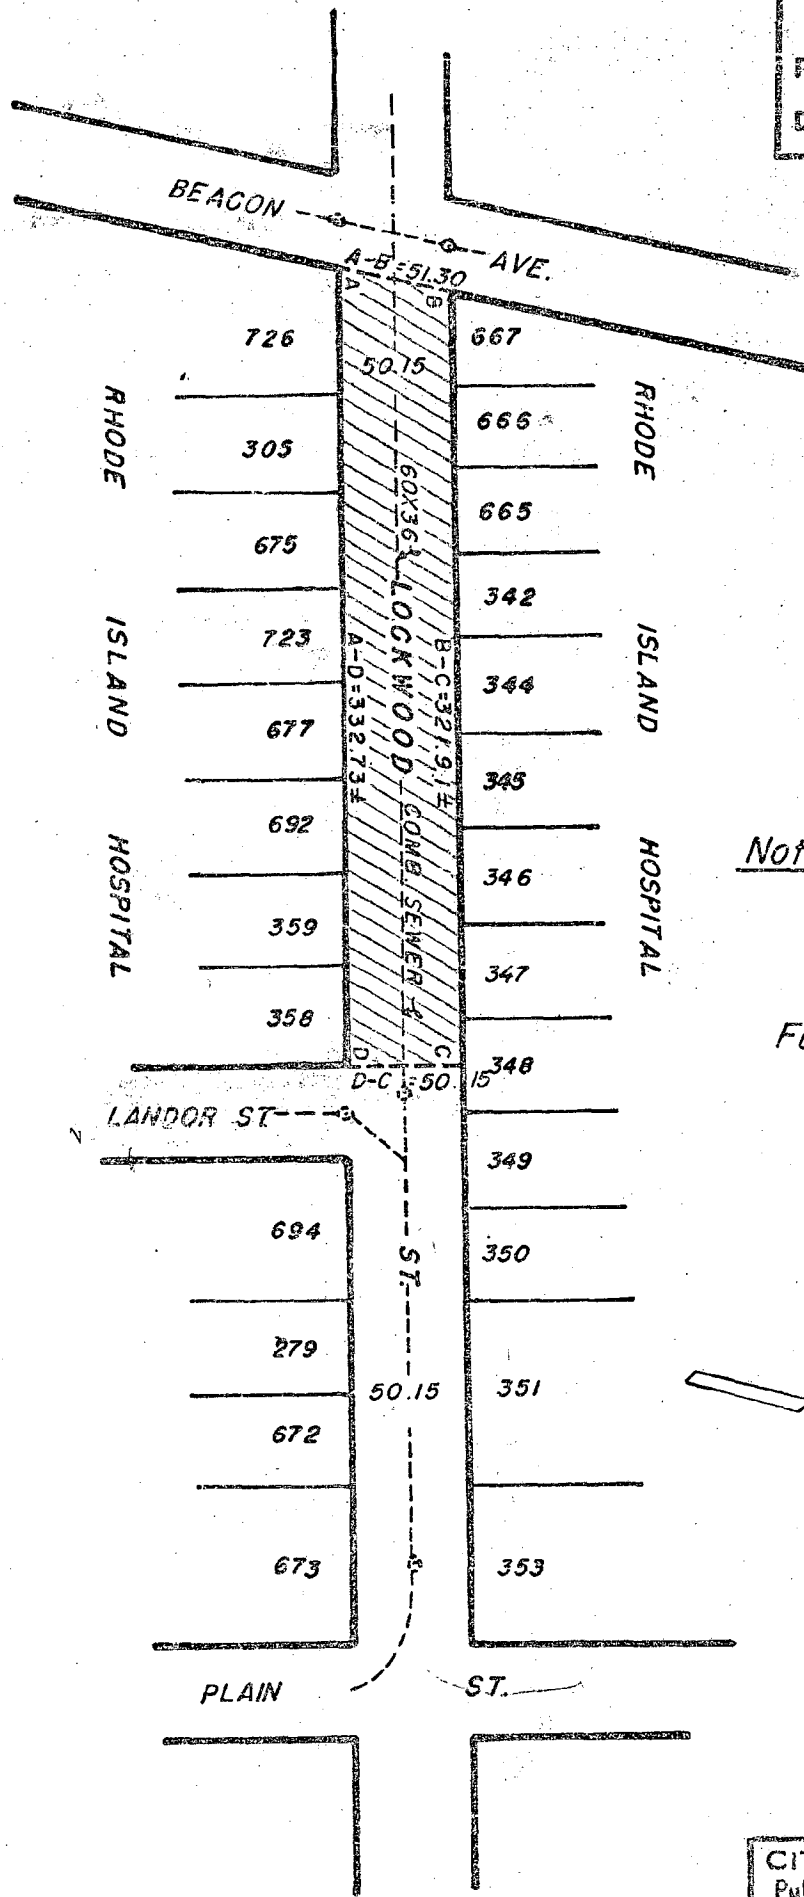 BEACON AVE.
A-B=51.30
A B
726 667
50.15
RHODE RHODE
666
305
60X36
665
675
342
ISLAND ISLAND
723
LOCKWOOD ST.
A-D=332.73±
B-C=321.91±
344
677
345
692
COMB. SEWER
HOSPITAL HOSPITAL
346
359
347
358
D C
348
D-C=50.15
LANDOR ST.
349
694
350
279
50.15 351
672
673 353
PLAIN ST.